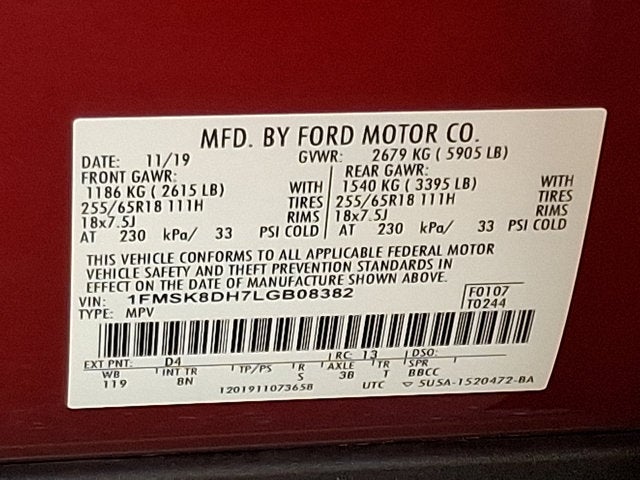 MFD. BY FORD MOTOR CO.
DATE: 11/19 GVWR: 2679 KG ( 5905 LB)
FRONT GAWR: REAR GAWR:
1186 KG ( 2615 LB) WITH 1540 KG ( 3395 LB) WITH
255/65R18 111H TIRES 255/65R18 111H TIRES
18x7.5J RIMS 18x7.5J RIMS
AT 230 kPa/ 33 PSI COLD AT 230 kPa/ 33 PSI COLD
THIS VEHICLE CONFORMS TO ALL APPLICABLE FEDERAL MOTOR
VEHICLE SAFETY AND THEFT PREVENTION STANDARDS IN
EFFECT ON THE DATE OF MANUFACTURE SHOWN ABOVE.
VIN: 1FMSK8DH7LGB08382 F0107
TYPE: MPV T0244
EXT PNT: D4 RC: 13 DSO:
WB INT TR TP/PS R AXLE TR SPR
119 8N S 3B T BBCC
1201911073658 UTC 5U5A-1520472-BA